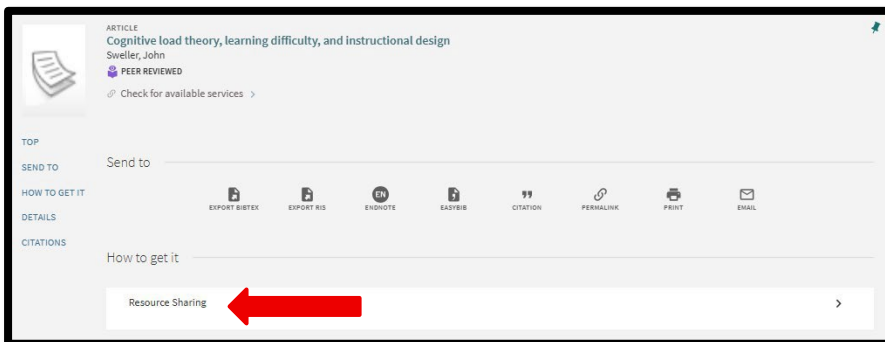 ARTICLE
Cognitive load theory, learning difficulty, and instructional design
Sweller, John
PEER REVIEWED
Check for available services
TOP
SEND TO
HOW TO GET IT
DETAILS
CITATIONS
Send to
EXPORT BIBTEX
EXPORT RIS
EN
ENDNOTE
EASYBIB
CITATION
PERMALINK
PRINT
EMAIL
How to get it
Resource Sharing